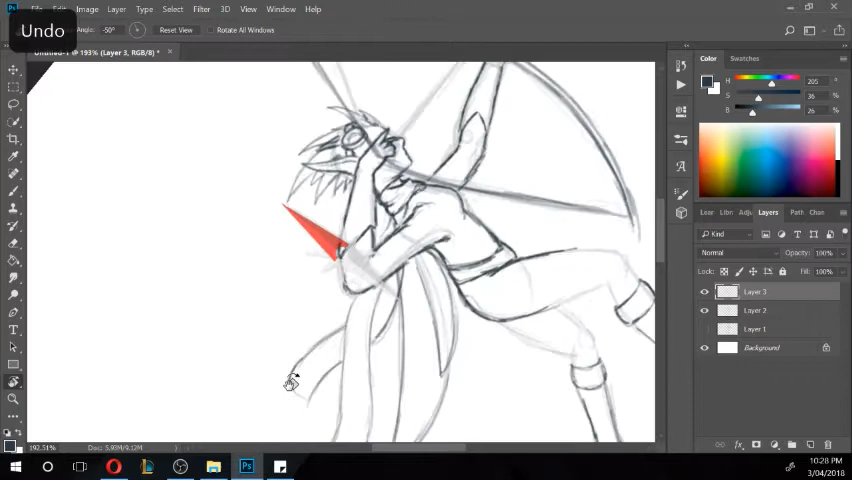 Undo
Ps
File Edit Image Layer Type Select Filter 3D View Window Help
Angle: -50° Reset View Rotate All Windows
Untitled-1 @ 193% (Layer 3, RGB/8) *
Color Swatches
H 205 °
S 36 %
B 26 %
Lear Libr Adju Layers Path Chan
Kind
Normal Opacity: 100%
Lock: Fill: 100%
Layer 3
Layer 2
Layer 1
Background
192.51% Doc: 5.93M/9.12M
Ps
10:28 PM
3/04/2018